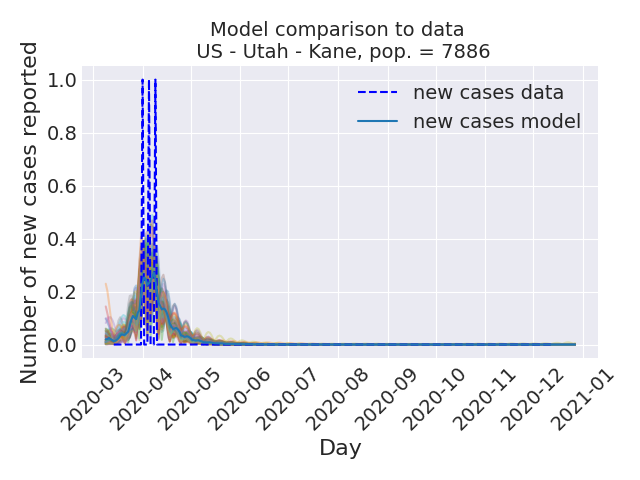 Model comparison to data
US - Utah - Kane, pop. = 7886
Number of new cases reported
1.0
0.8
0.6
0.4
0.2
0.0
new cases data
new cases model
2020-03
2020-04
2020-05
2020-06
2020-07
2020-08
2020-09
2020-10
2020-11
2020-12
2021-01
Day